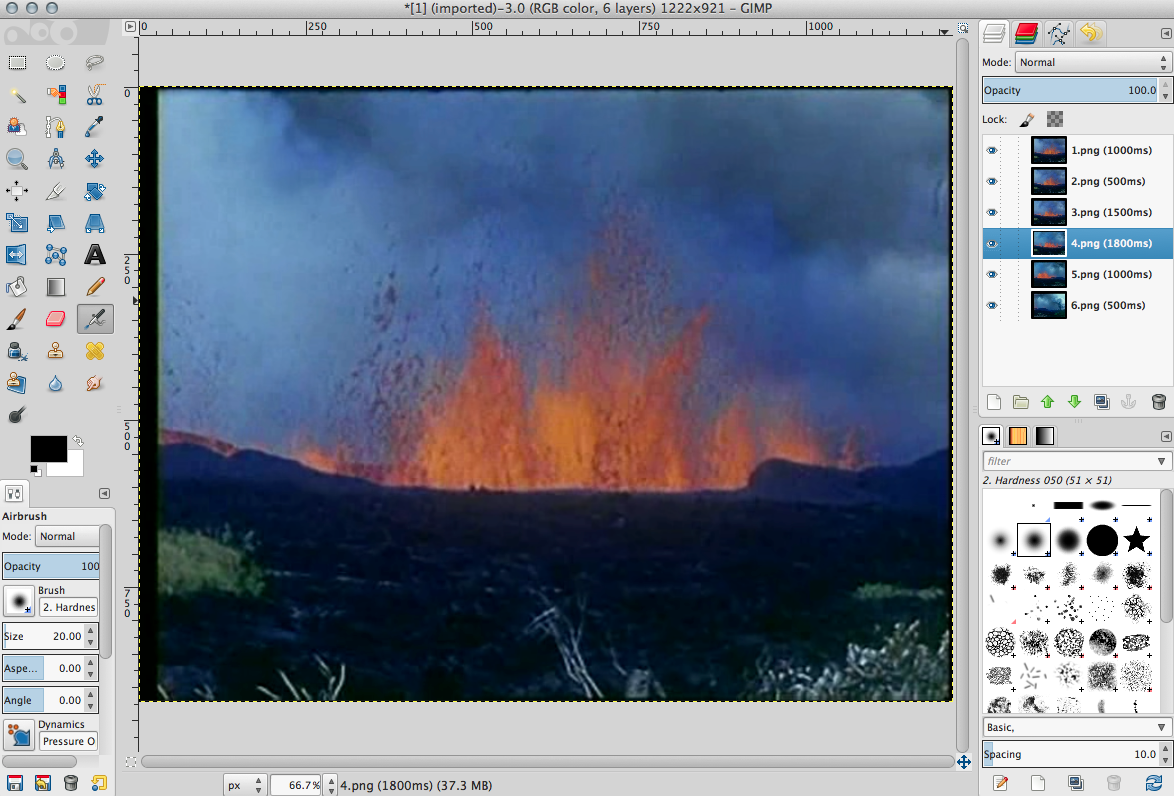 *[1] (imported)-3.0 (RGB color, 6 layers) 1222x921 – GIMP
0 250 500 750 1000
0
250
500
750
Mode: Normal
Opacity 100.0
Lock:
1.png (1000ms)
2.png (500ms)
3.png (1500ms)
4.png (1800ms)
5.png (1000ms)
6.png (500ms)
filter
2. Hardness 050 (51 × 51)
Basic,
Spacing 10.0
Airbrush
Mode: Normal
Opacity 100
Brush
2. Hardnes
Size 20.00
Aspe... 0.00
Angle 0.00
Dynamics
Pressure O
px 66.7% 4.png (1800ms) (37.3 MB)